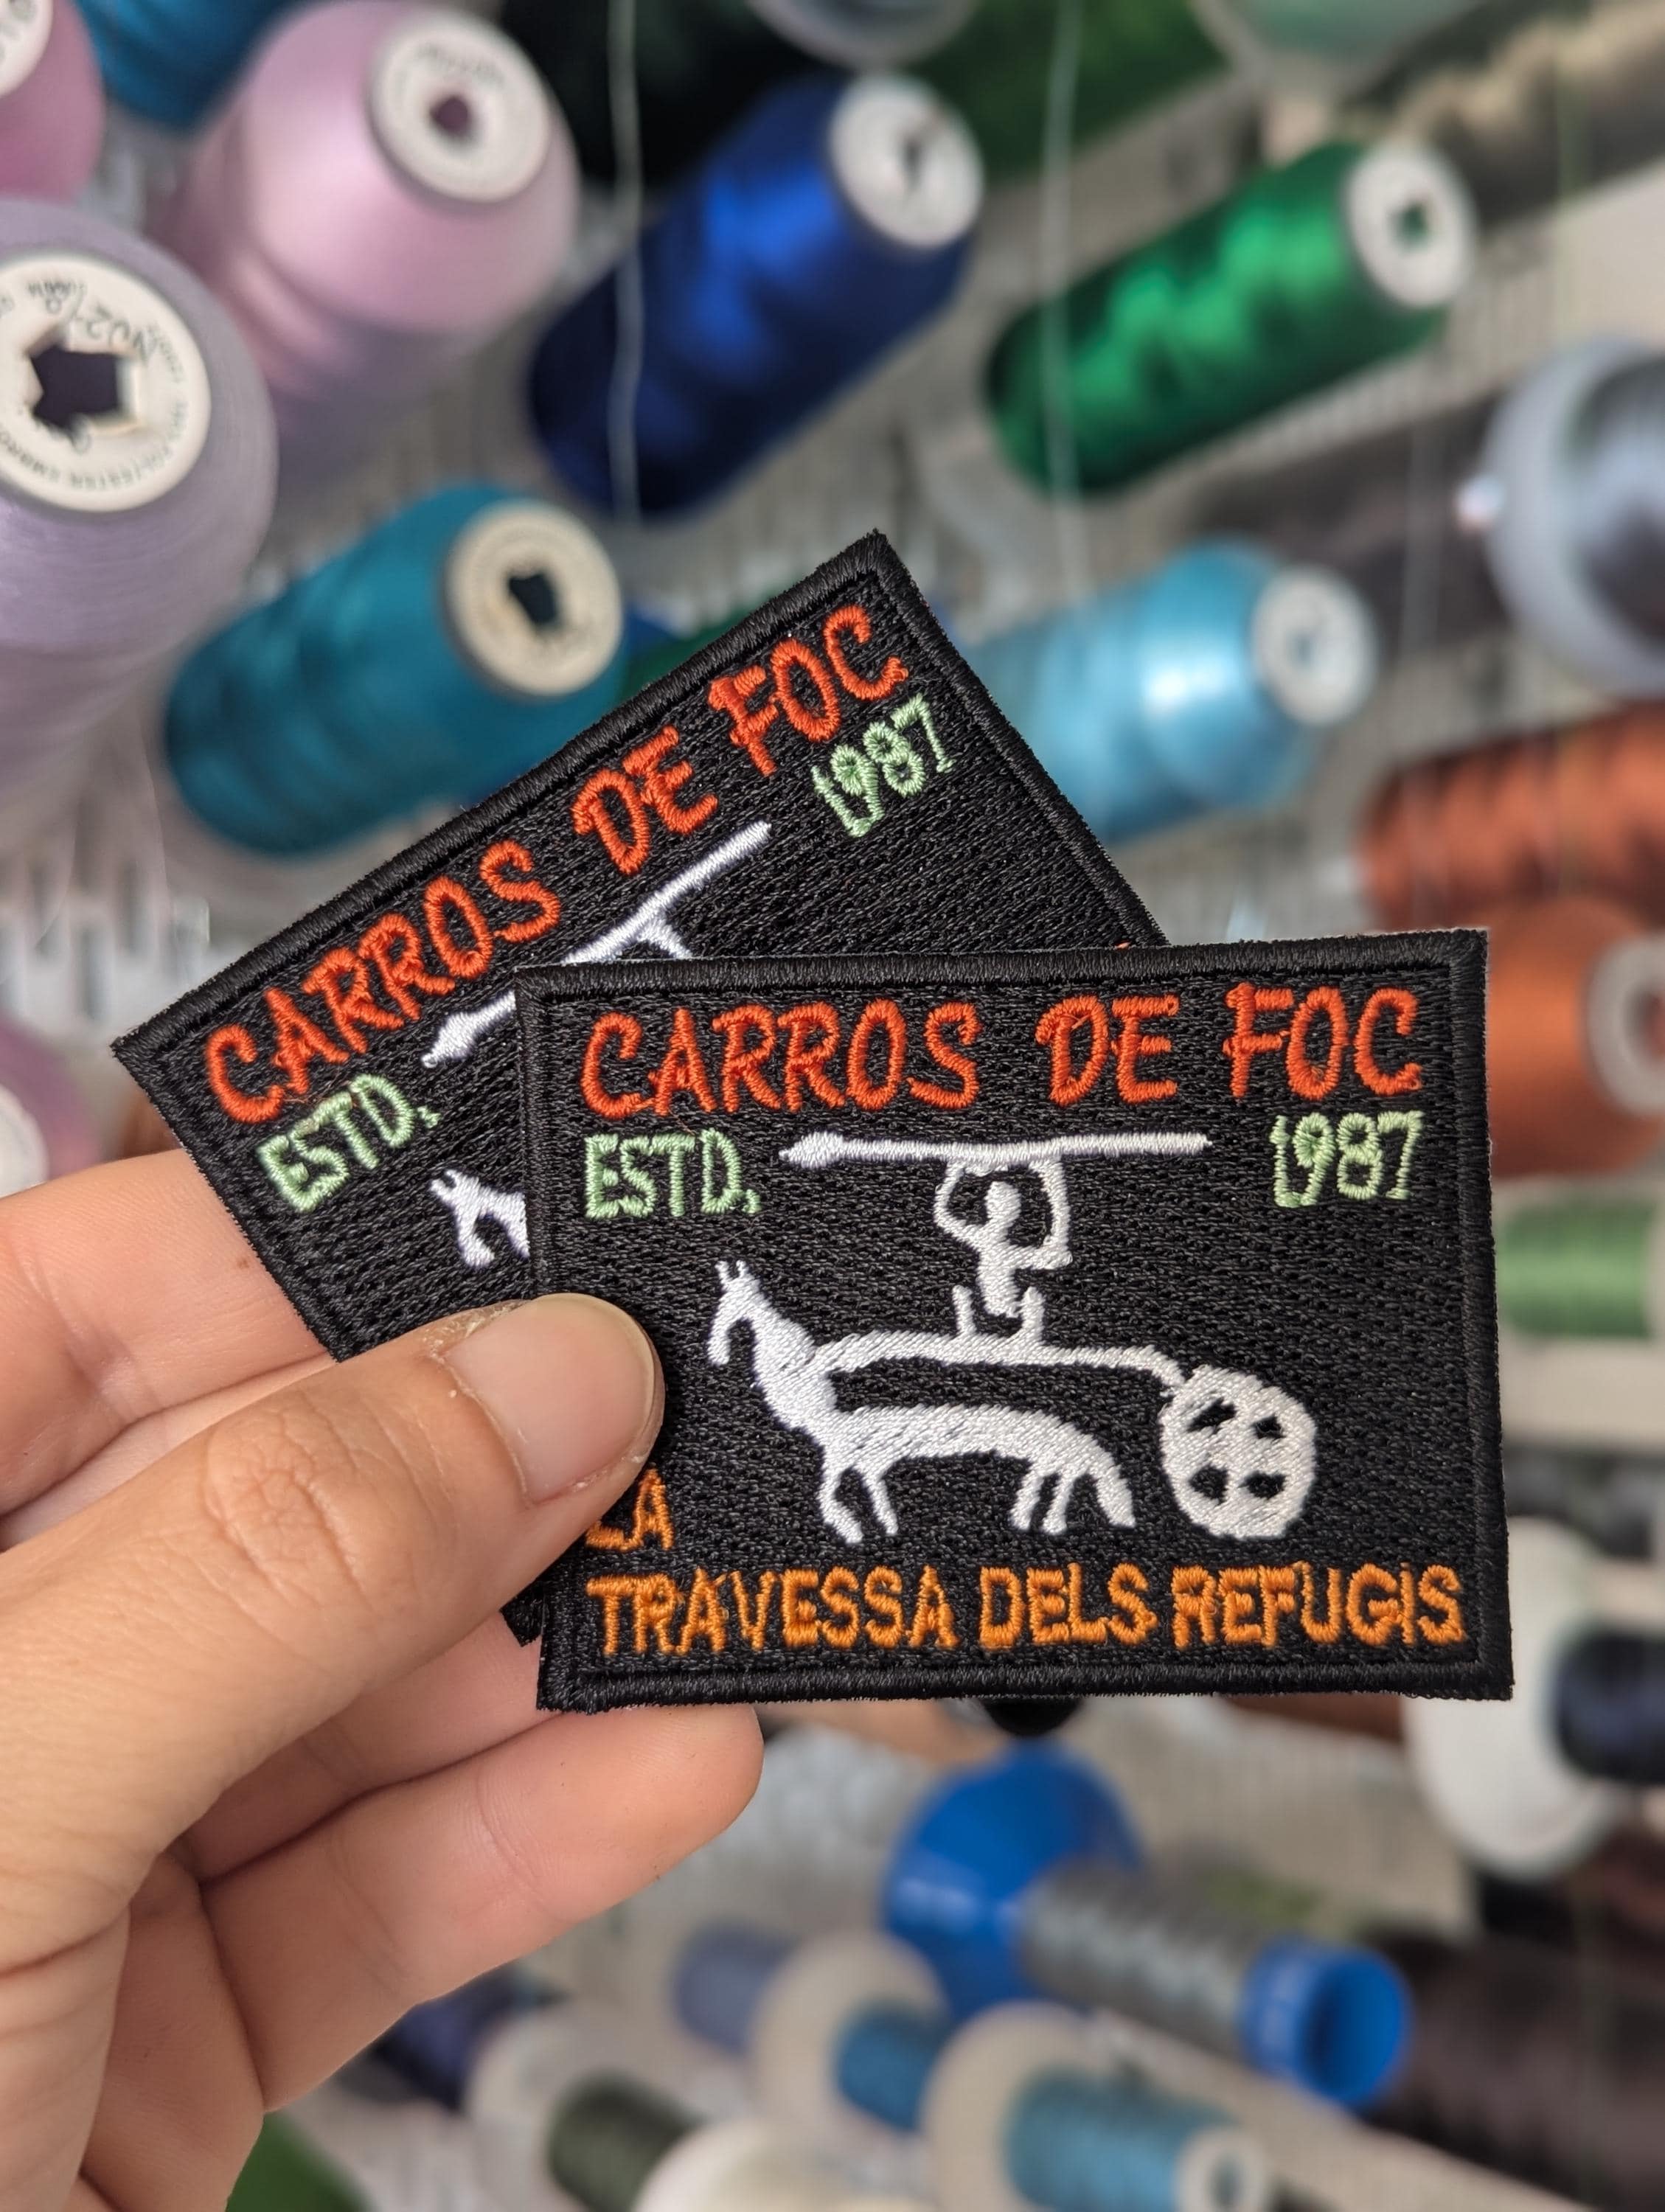 CARROS DE FOC
1987
ESTD.
CARROS DE FOC
ESTD.
1987
LA
TRAVESSA DELS REFUGIS